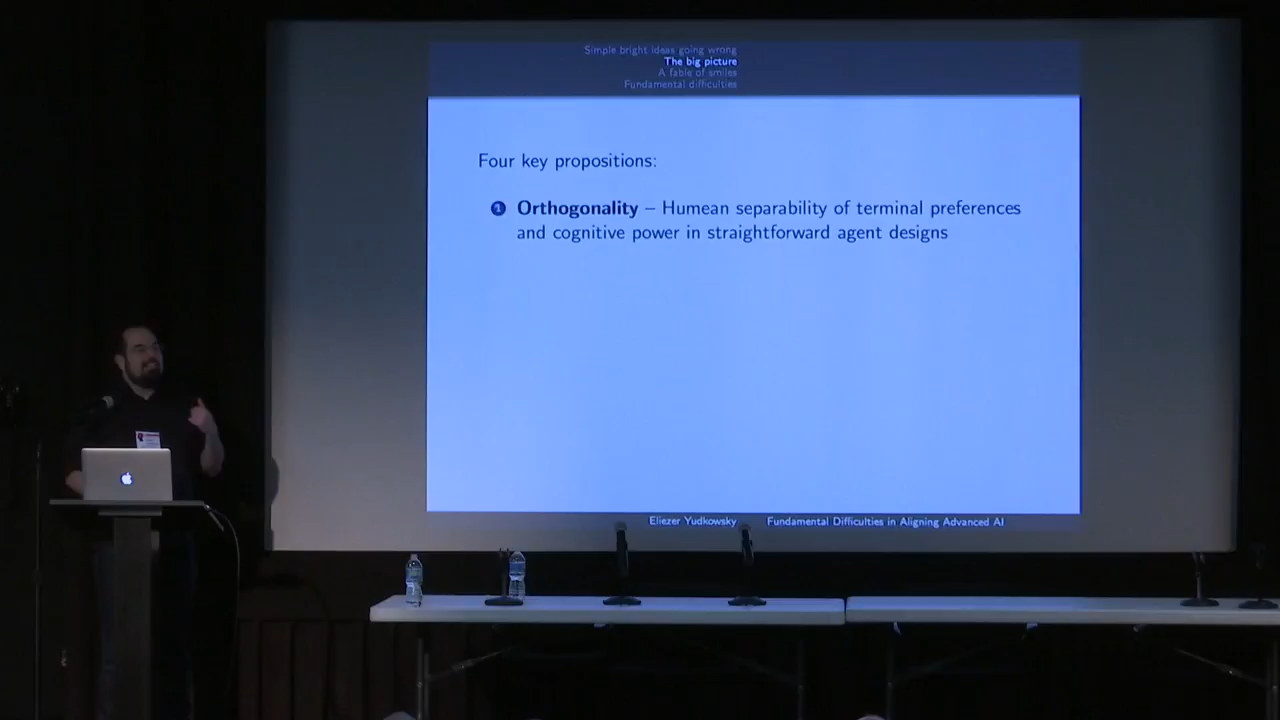 Simple bright ideas going wrong
The big picture
A fable of smiles
Fundamental difficulties
Four key propositions:
1 Orthogonality – Humean separability of terminal preferences
and cognitive power in straightforward agent designs
Eliezer Yudkowsky Fundamental Difficulties in Aligning Advanced AI